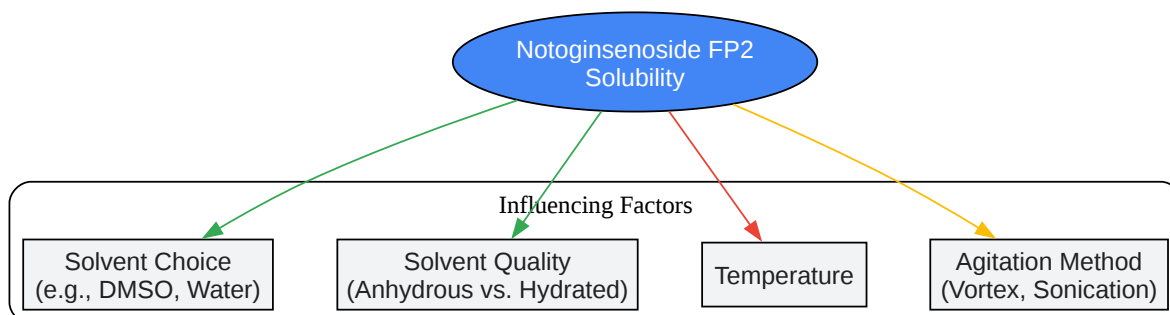 Notoginsenoside FP2
Solubility
Influencing Factors
Solvent Choice
(e.g., DMSO, Water)
Solvent Quality
(Anhydrous vs. Hydrated)
Temperature
Agitation Method
(Vortex, Sonication)